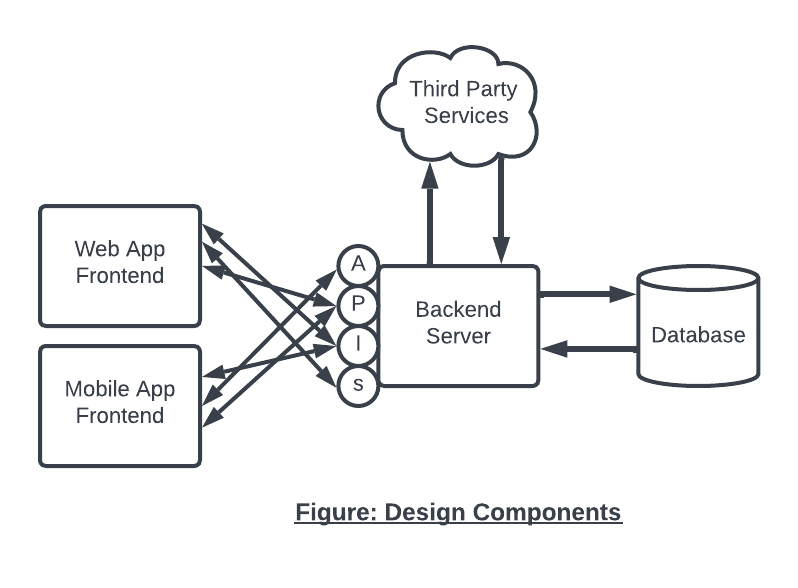 Third Party
Services
Web App
Frontend
A
P
I
s
Backend
Server
Database
Mobile App
Frontend
Figure: Design Components